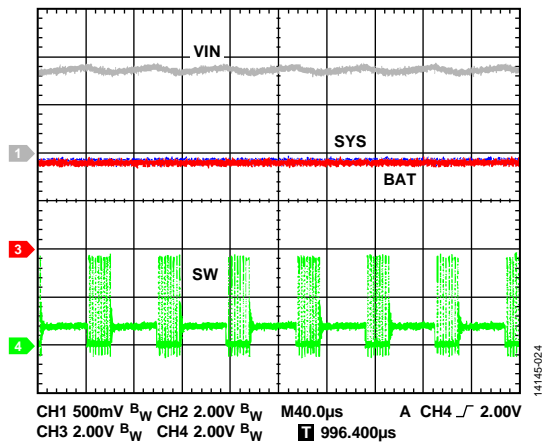 VIN
1
SYS
BAT
3
SW
4
14145-024
CH1 500mV BW CH2 2.00V BW M40.0µs A CH4 2.00V
CH3 2.00V BW CH4 2.00V BW T 996.400µs